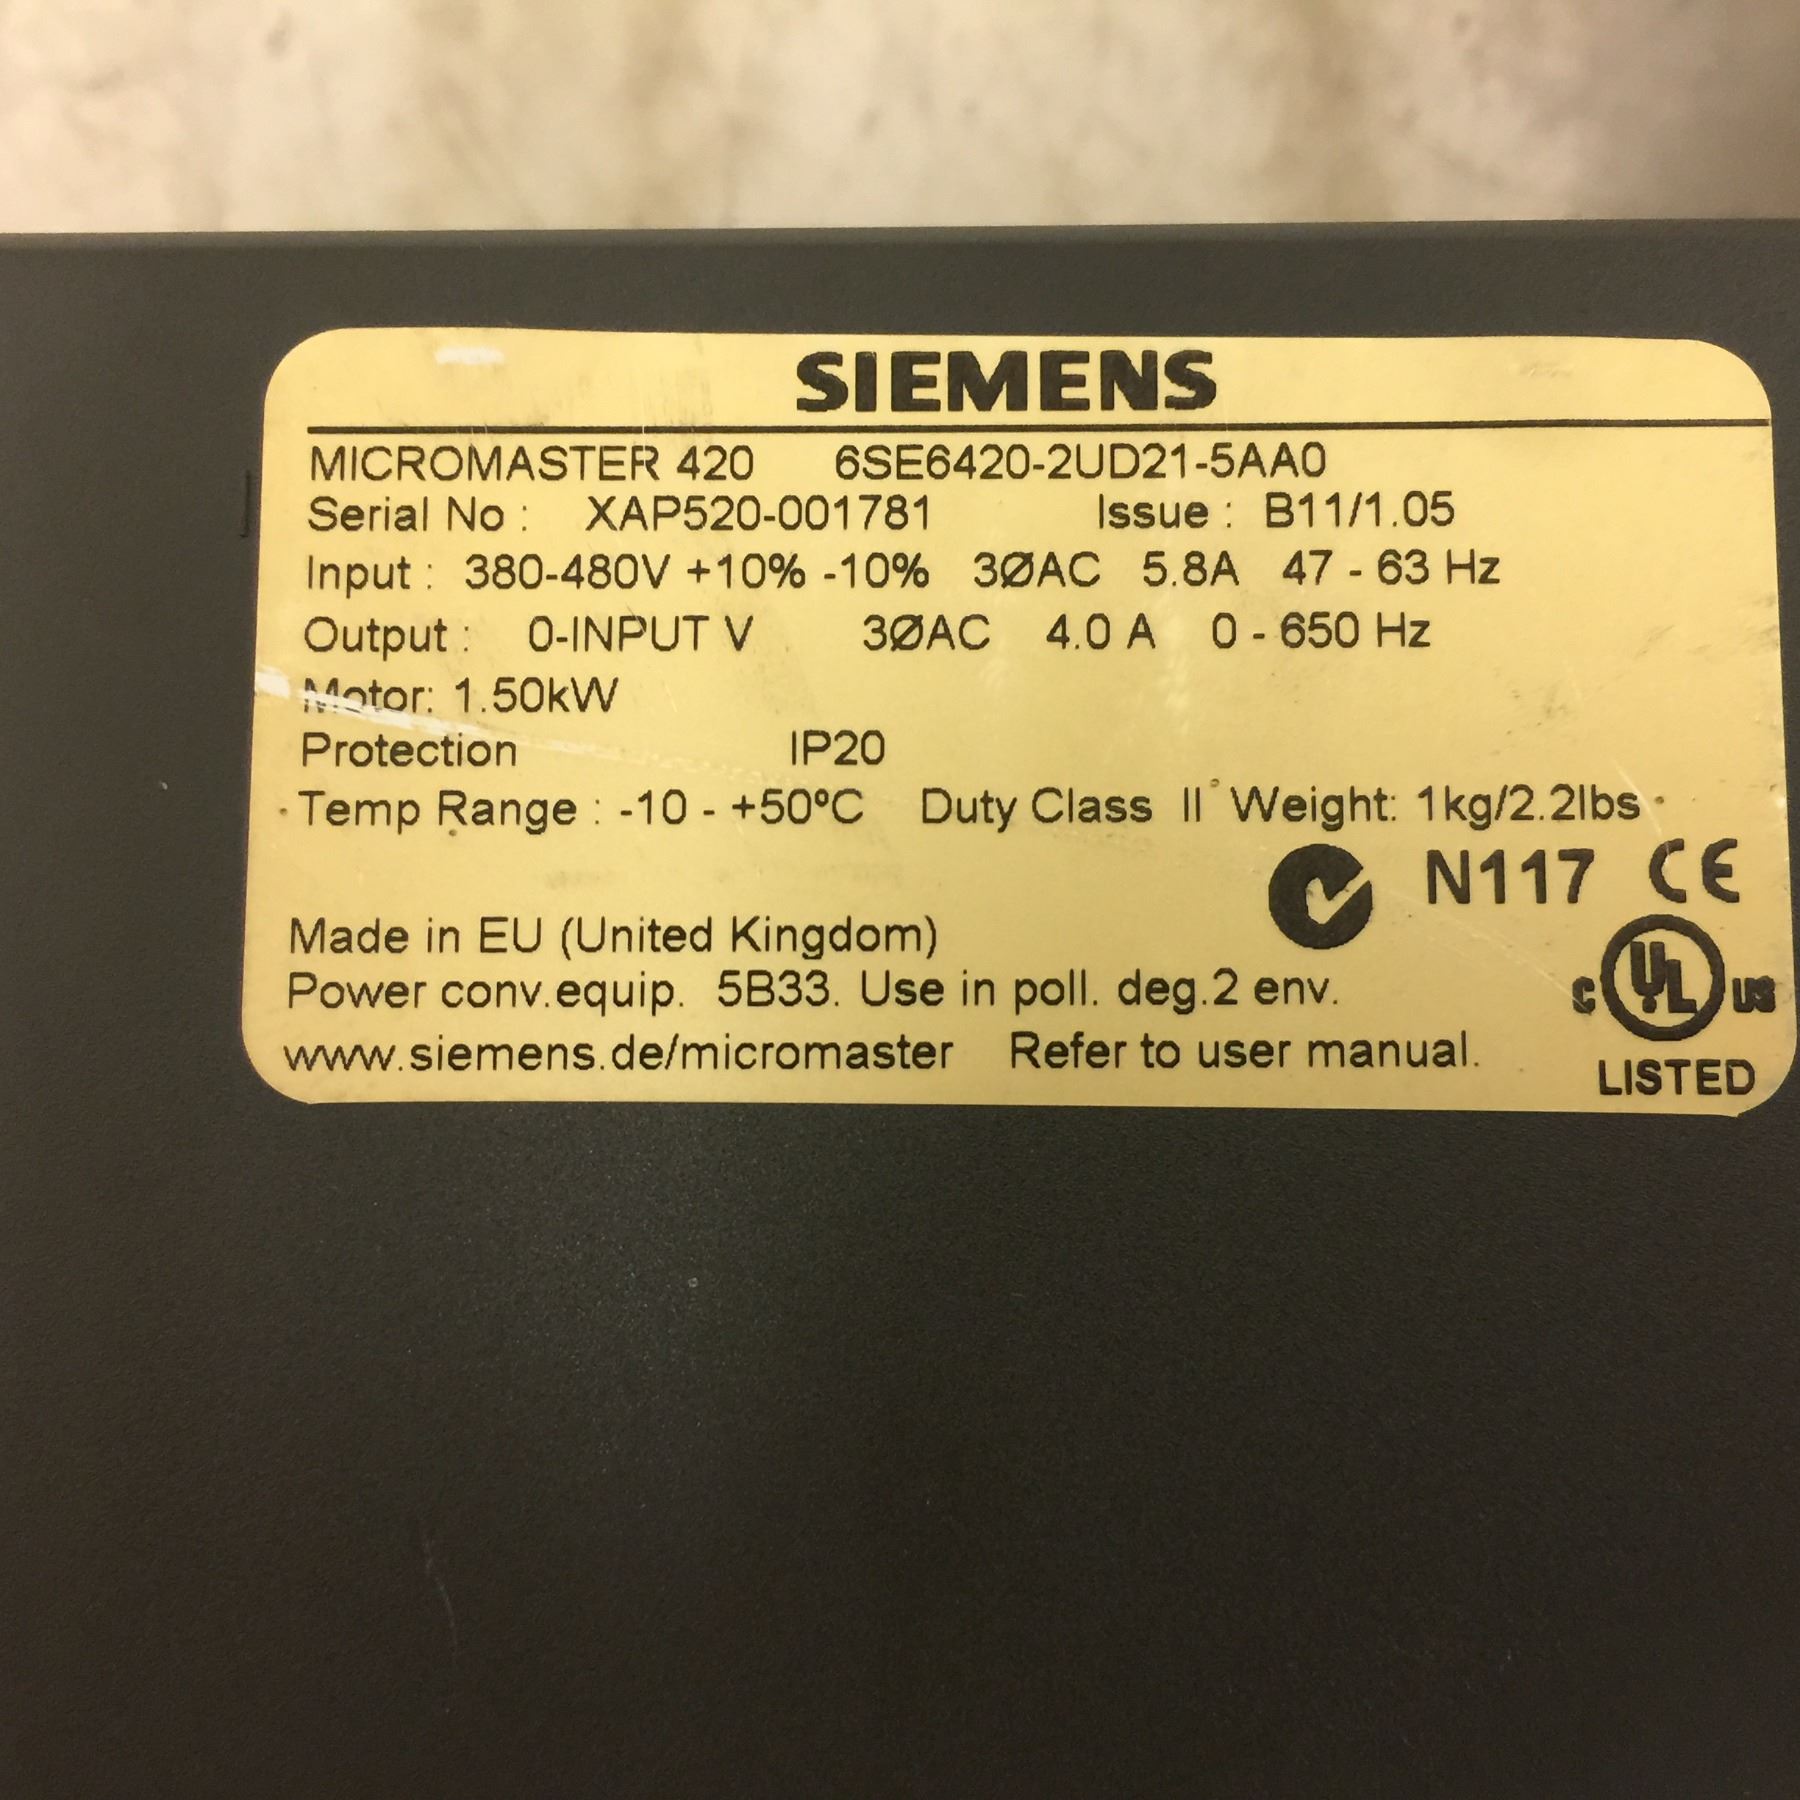 SIEMENS
MICROMASTER 420 6SE6420-2UD21-5AA0
Serial No : XAP520-001781 Issue : B11/1.05
Input : 380-480V +10% -10% 3ØAC 5.8A 47 - 63 Hz
Output : 0-INPUT V 3ØAC 4.0 A 0 - 650 Hz
Motor: 1.50kW
Protection IP20
Temp Range : -10 - +50ºC Duty Class II Weight: 1kg/2.2lbs
N117 CE
Made in EU (United Kingdom)
Power conv.equip. 5B33. Use in poll. deg.2 env.
C UL US
www.siemens.de/micromaster Refer to user manual.
LISTED